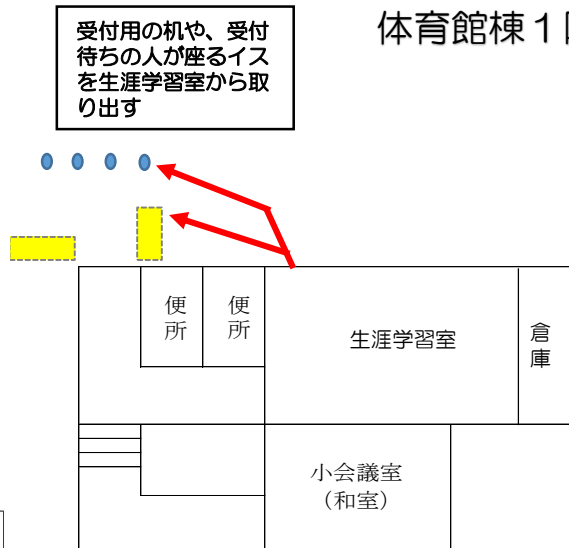 体育館棟１
受付用の机や、受付
待ちの人が座るイス
を生涯学習室から取
り出す
便所
便所
生涯学習室
倉庫
小会議室
（和室）